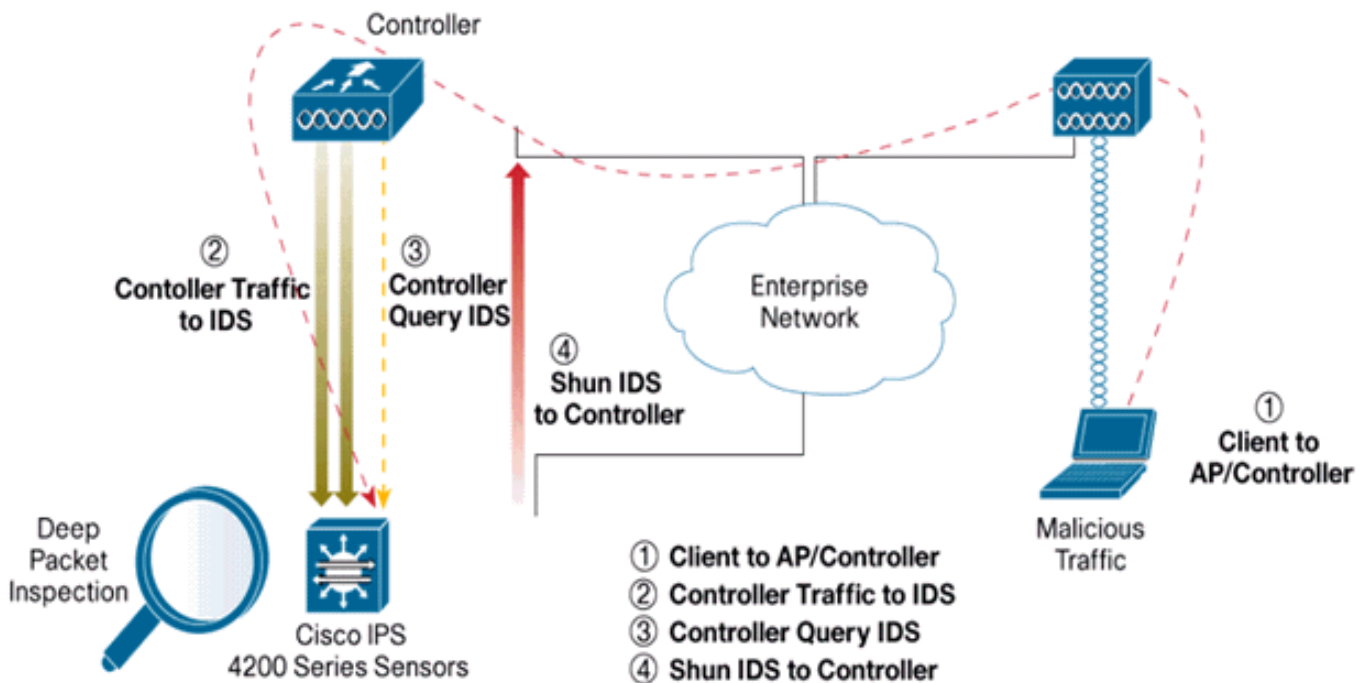 Controller
②
Contoller Traffic
to IDS
③
Controller
Query IDS
④
Shun IDS
to Controller
Enterprise
Network
①
Client to
AP/Controller
Deep
Packet
Inspection
Cisco IPS
4200 Series Sensors
Malicious
Traffic
① Client to AP/Controller
② Controller Traffic to IDS
③ Controller Query IDS
④ Shun IDS to Controller